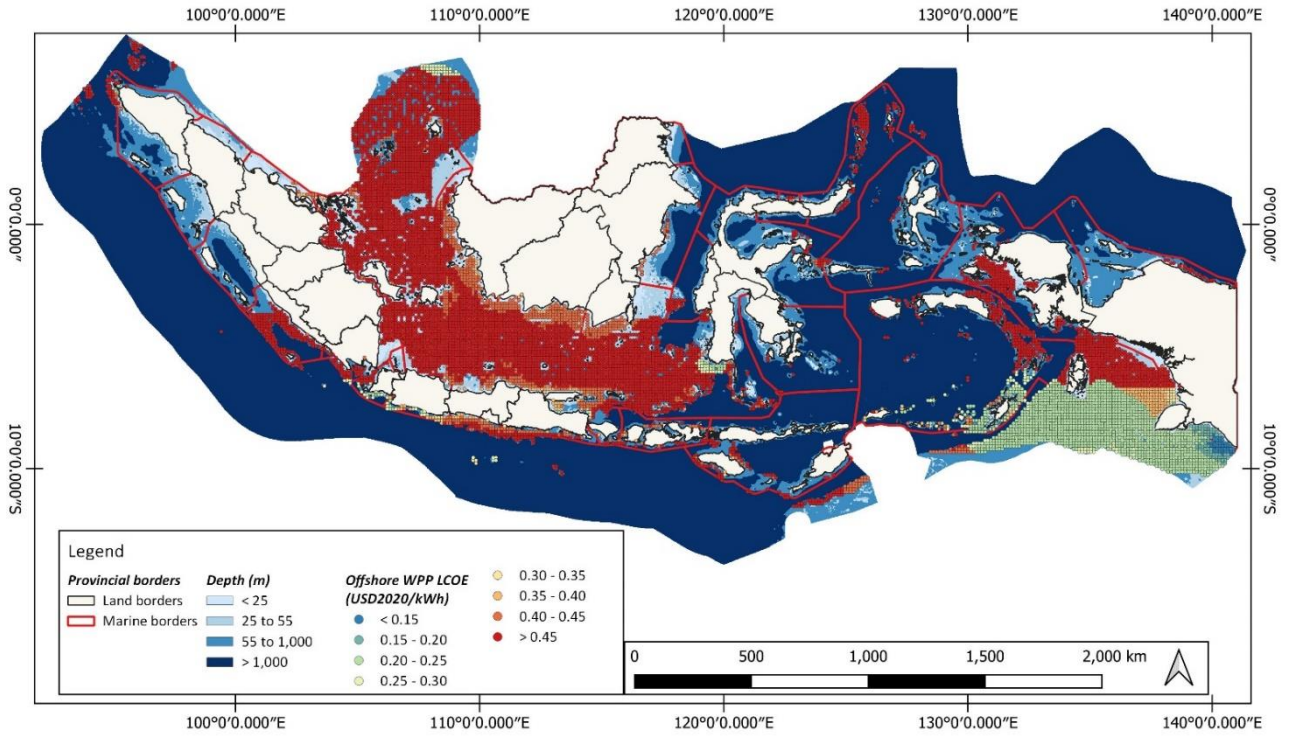 100°0′0.000″E 110°0′0.000″E 120°0′0.000″E 130°0′0.000″E 140°0′0.000″E
0°0′0.000″
10°0′0.000″S
0°0′0.000″
10°0′0.000″S
Legend
Provincial borders
Land borders
Marine borders
Depth (m)
< 25
25 to 55
55 to 1,000
> 1,000
Offshore WPP LCOE
(USD2020/kWh)
< 0.15
0.15 - 0.20
0.20 - 0.25
0.25 - 0.30
0.30 - 0.35
0.35 - 0.40
0.40 - 0.45
> 0.45
0 500 1,000 1,500 2,000 km
100°0′0.000″E 110°0′0.000″E 120°0′0.000″E 130°0′0.000″E 140°0′0.000″E